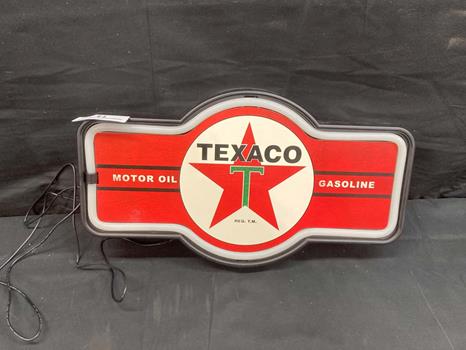 TEXACO
T
MOTOR OIL
GASOLINE
REG. T.M.